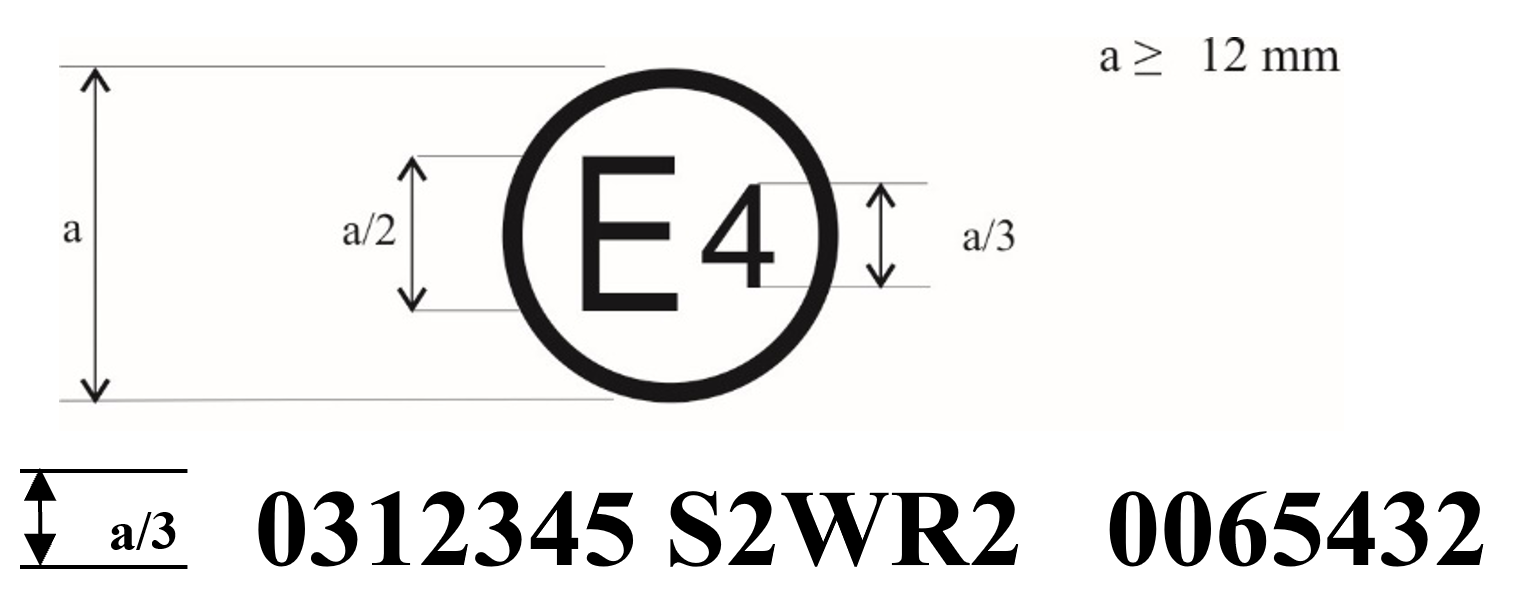 a ≥ 12 mm
a
a/2
E4
a/3
a/3
0312345 S2WR2 0065432